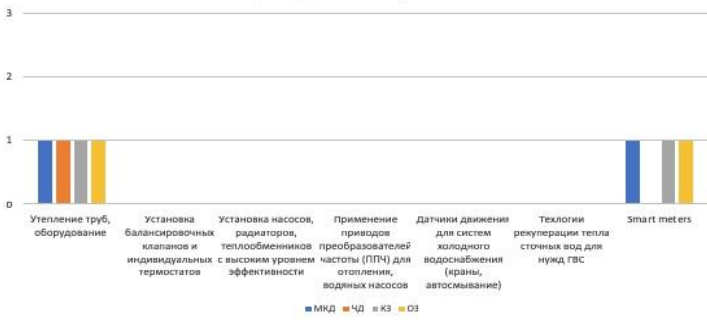 3
2
1
0
Утепление труб,
оборудование
Установка
балансировочных
клапанов и
индивидуальных
термостатов
Установка насосов,
радиаторов,
теплообменников
с высоким уровнем
эффективности
Применение
приводов
преобразователей
частоты (ППЧ) для
отопления,
водяных насосов
Датчики движения
для систем
холодного
водоснабжения
(краны,
автосмывание)
Техлогии
рекуперации тепла
сточных вод для
нужд ГВС
Smart meters
МКД ЧД КЗ ОЗ